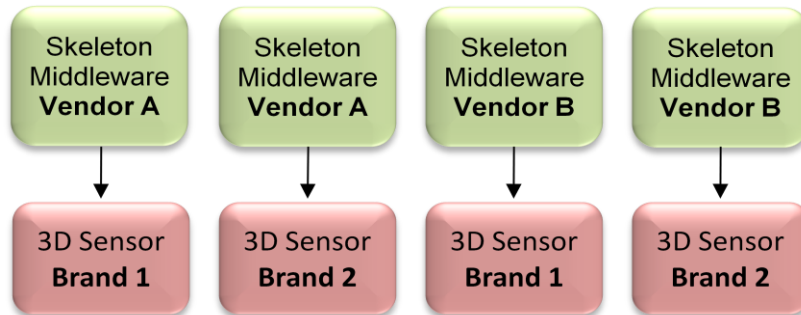 Skeleton
Middleware
Vendor A
Skeleton
Middleware
Vendor A
Skeleton
Middleware
Vendor B
Skeleton
Middleware
Vendor B
3D Sensor
Brand 1
3D Sensor
Brand 2
3D Sensor
Brand 1
3D Sensor
Brand 2